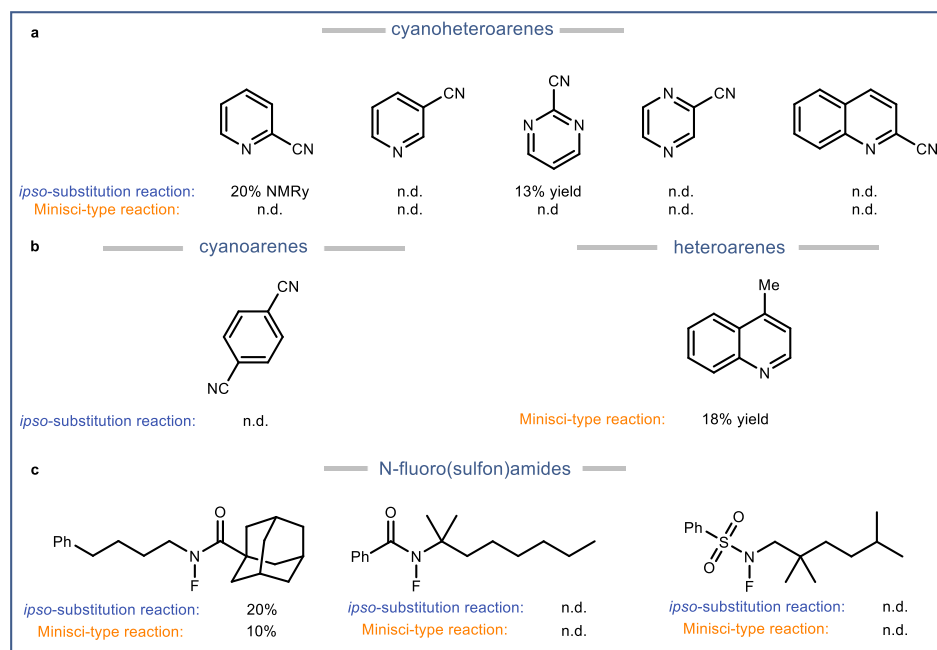 a
cyanoheteroarenes
CN
N CN
CN
N
N N
N CN
N
N CN
ipso-substitution reaction: 20% NMRy n.d. 13% yield n.d. n.d.
Minisci-type reaction: n.d. n.d. n.d n.d. n.d.
b cyanoarenes heteroarenes
CN
NC
Me
N
ipso-substitution reaction: n.d.
Minisci-type reaction: 18% yield
c N-fluoro(sulfon)amides
Ph N O F
Ph O N F
Ph S O O N F
ipso-substitution reaction: 20% ipso-substitution reaction: n.d. ipso-substitution reaction: n.d.
Minisci-type reaction: 10% Minisci-type reaction: n.d. Minisci-type reaction: n.d.